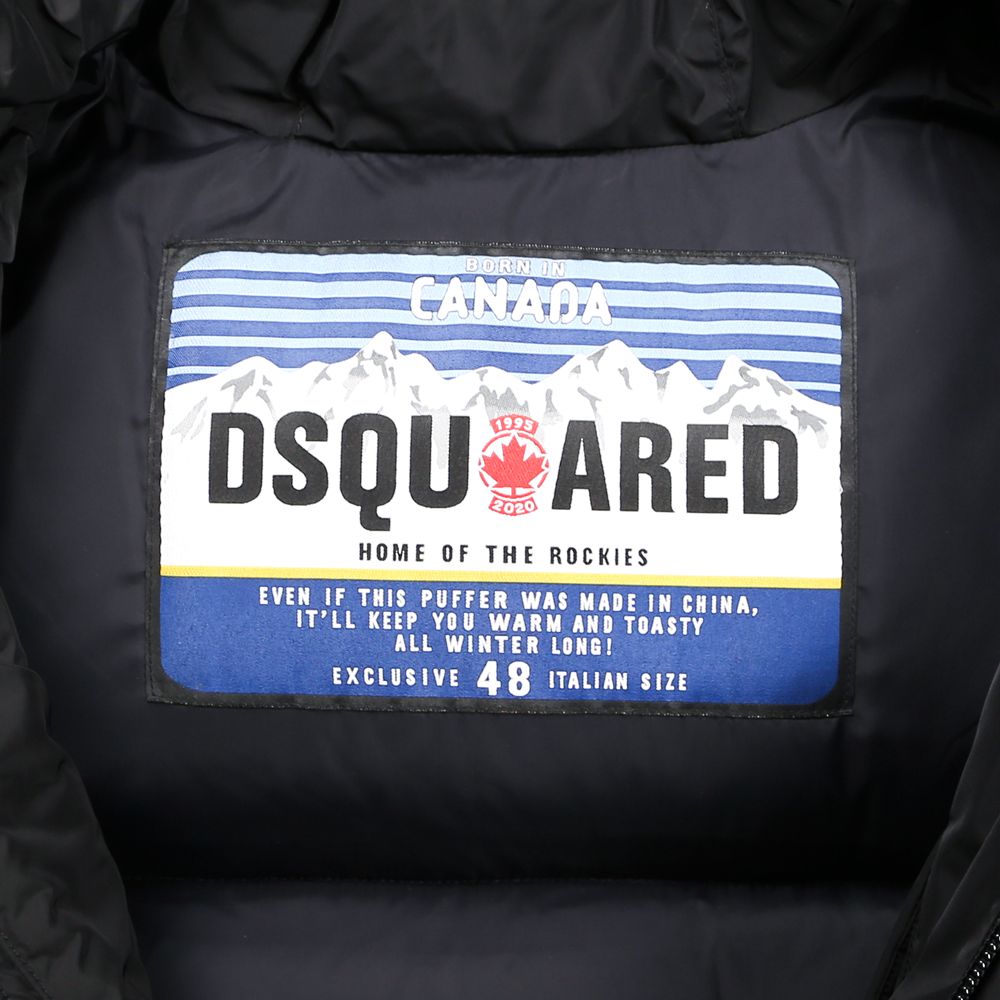 BORN IN
CANADA
1995
DSQU ARED
2020
HOME OF THE ROCKIES
EVEN IF THIS PUFFER WAS MADE IN CHINA,
IT'LL KEEP YOU WARM AND TOASTY
ALL WINTER LONG!
EXCLUSIVE 48 ITALIAN SIZE